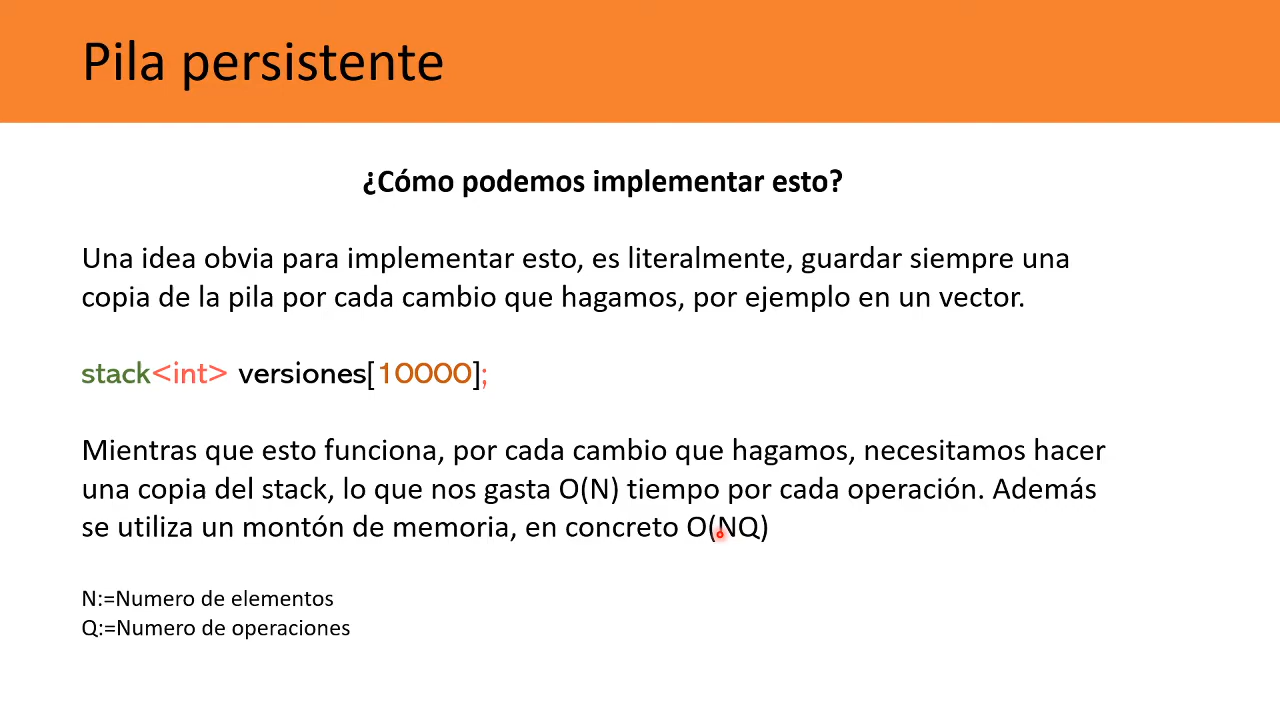 Pila persistente
¿Cómo podemos implementar esto?
Una idea obvia para implementar esto, es literalmente, guardar siempre una
copia de la pila por cada cambio que hagamos, por ejemplo en un vector.
stack<int> versiones[10000];
Mientras que esto funciona, por cada cambio que hagamos, necesitamos hacer
una copia del stack, lo que nos gasta O(N) tiempo por cada operación. Además
se utiliza un montón de memoria, en concreto O(NQ)
N:=Numero de elementos
Q:=Numero de operaciones